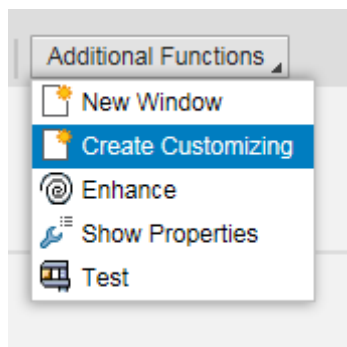 Additional Functions
New Window
Create Customizing
Enhance
Show Properties
Test